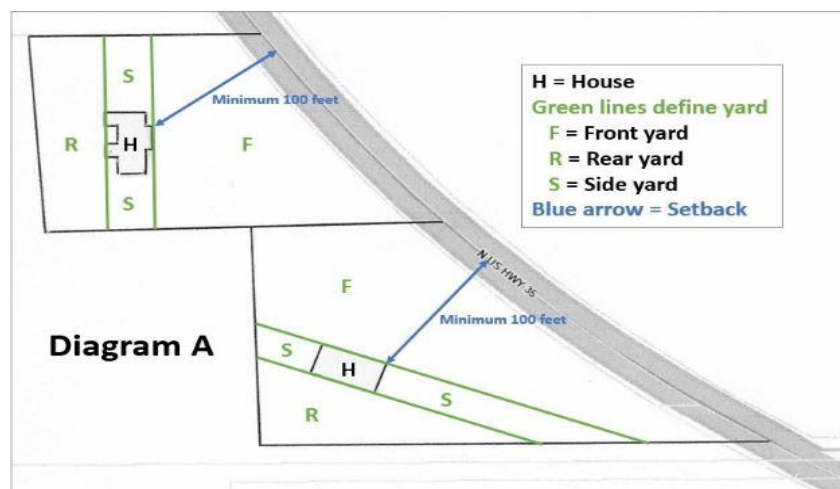 S
Minimum 100 feet
R
H
F
S
H = House
Green lines define yard
F = Front yard
R = Rear yard
S = Side yard
Blue arrow = Setback
N US HWY 35
F
Minimum 100 feet
Diagram A
S
H
S
R